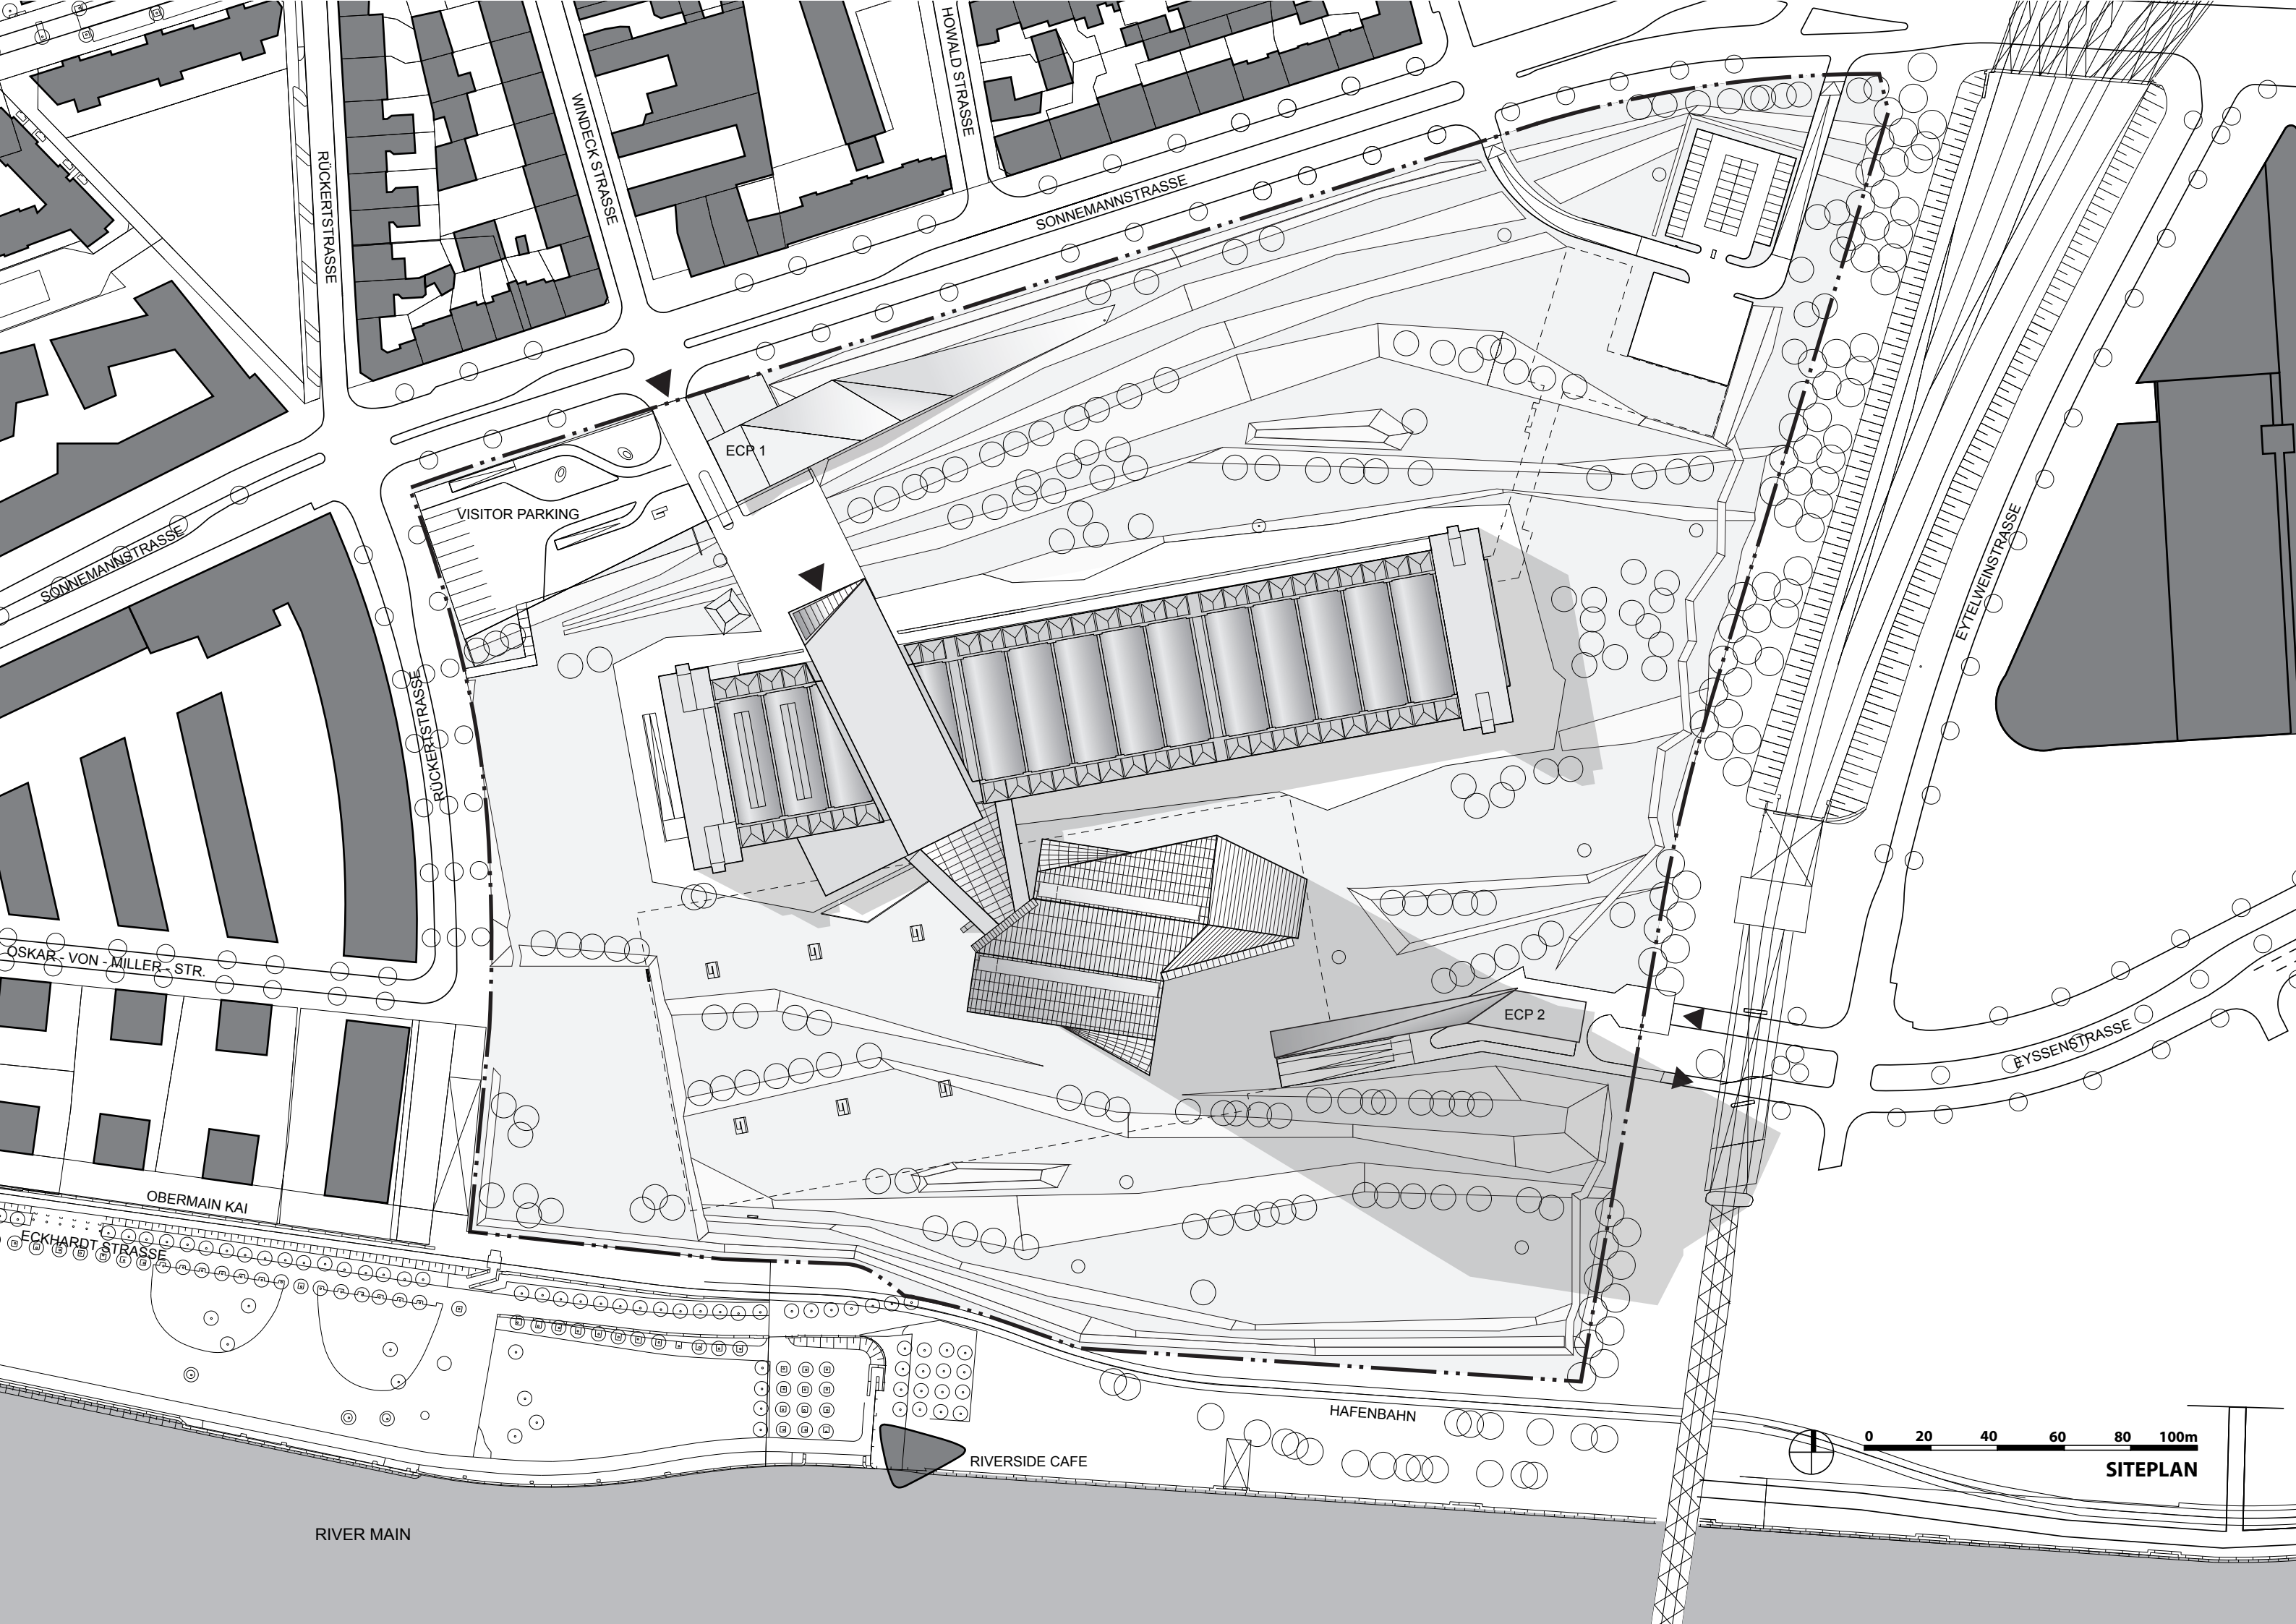 HOWALD STRASSE
WINDECK STRASSE
RÜCKERTSTRASSE
SONNEMANNSTRASSE
ECP 1
VISITOR PARKING
SONNEMANNSTRASSE
EYTELWEINSTRASSE
RÜCKERTSTRASSE
OSKAR - VON - MILLER - STR.
ECP 2
EYSSENSTRASSE
OBERMAIN KAI
ECKHARDT STRASSE
HAFENBAHN
0 20 40 60 80 100m
SITEPLAN
RIVERSIDE CAFE
RIVER MAIN